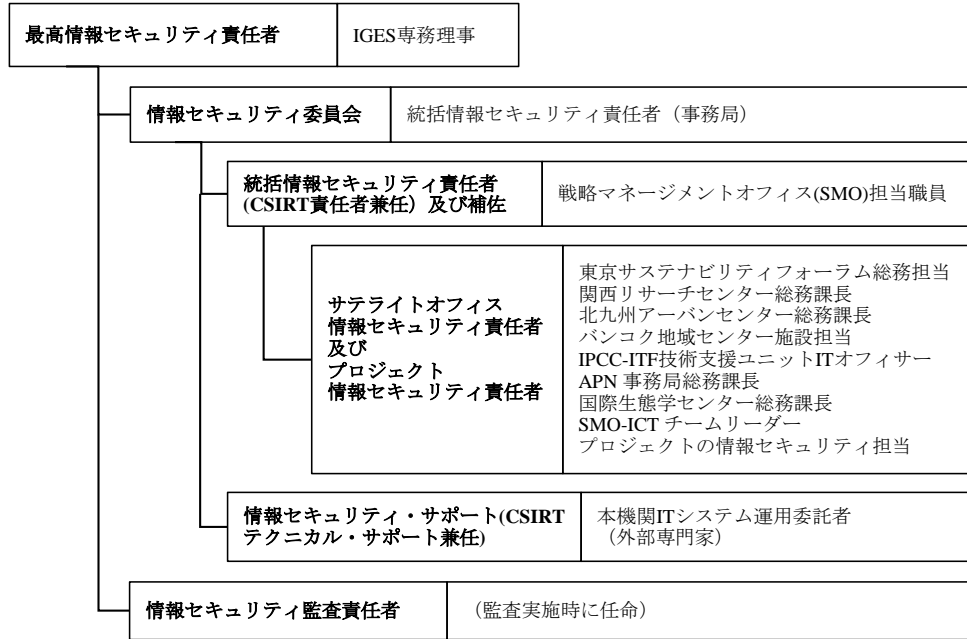 最高情報セキュリティ責任者
IGES専務理事
情報セキュリティ委員会
統括情報セキュリティ責任者（事務局）
統括情報セキュリティ責任者
(CSIRT責任者兼任）及び補佐
戦略マネージメントオフィス(SMO)担当職員
サテライトオフィス
情報セキュリティ責任者
及び
プロジェクト
情報セキュリティ責任者
東京サステナビリティフォーラム総務担当
関西リサーチセンター総務課長
北九州アーバンセンター総務課長
バンコク地域センター施設担当
IPCC-ITF技術支援ユニットITオフィサー
APN 事務局総務課長
国際生態学センター総務課長
SMO-ICT チームリーダー
プロジェクトの情報セキュリティ担当
情報セキュリティ・サポート(CSIRT
テクニカル・サポート兼任)
本機関ITシステム運用委託者
（外部専門家）
情報セキュリティ監査責任者
（監査実施時に任命）